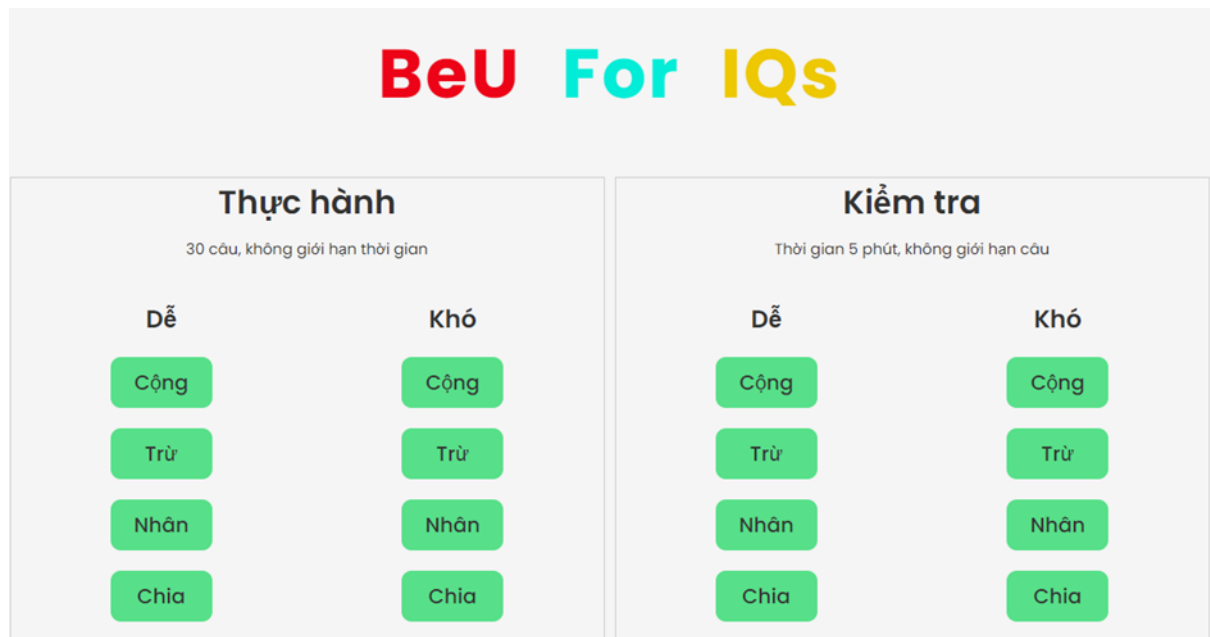 BeU For IQs
Thực hành
30 câu, không giới hạn thời gian
Dễ Khó
Cộng Cộng
Trừ Trừ
Nhân Nhân
Chia Chia
Kiểm tra
Thời gian 5 phút, không giới hạn câu
Dễ Khó
Cộng Cộng
Trừ Trừ
Nhân Nhân
Chia Chia